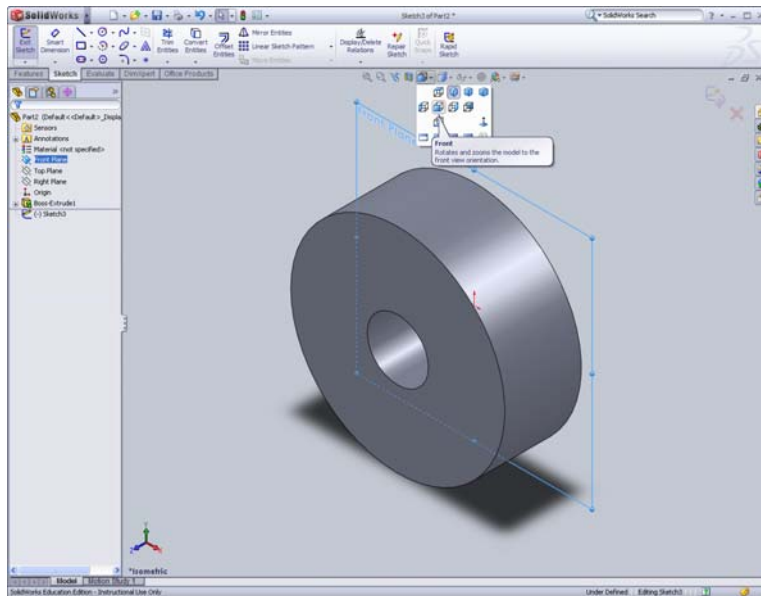 SolidWorks
Sketch3 of Part2 *
SolidWorks Search
Exit Sketch
Smart Dimension
Trim Entities
Convert Entities
Offset Entities
Mirror Entities
Linear Sketch Pattern
Move Entities
Display/Delete Relations
Repair Sketch
Quick Snaps
Rapid Sketch
Features Sketch Evaluate DimXpert Office Products
Part2 (Default<<Default>_Displa
Sensors
Annotations
Material <not specified>
Front Plane
Top Plane
Right Plane
Origin
Boss-Extrude1
(-) Sketch3
Front Plane
Front
Rotates and zooms the model to the
front view orientation.
Y
Z X
*Isometric
Model Motion Study 1
SolidWorks Education Edition - Instructional Use Only
Under Defined Editing Sketch3